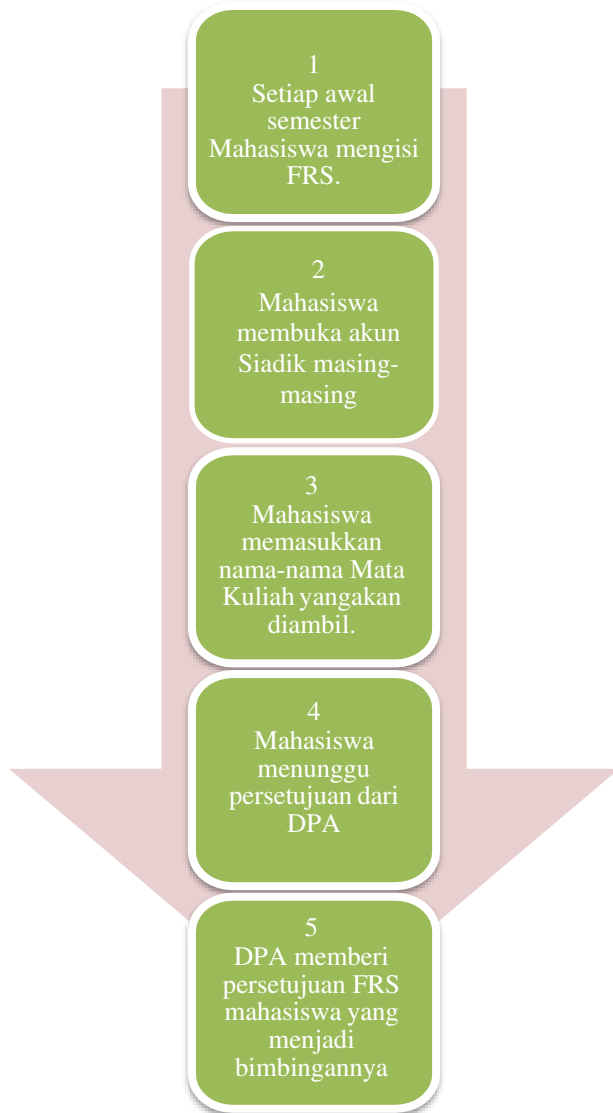 1
Setiap awal
semester
Mahasiswa mengisi
FRS.
2
Mahasiswa
membuka akun
Siadik masing-
masing
3
Mahasiswa
memasukkan
nama-nama Mata
Kuliah yangakan
diambil.
4
Mahasiswa
menunggu
persetujuan dari
DPA
5
DPA memberi
persetujuan FRS
mahasiswa yang
menjadi
bimbingannya